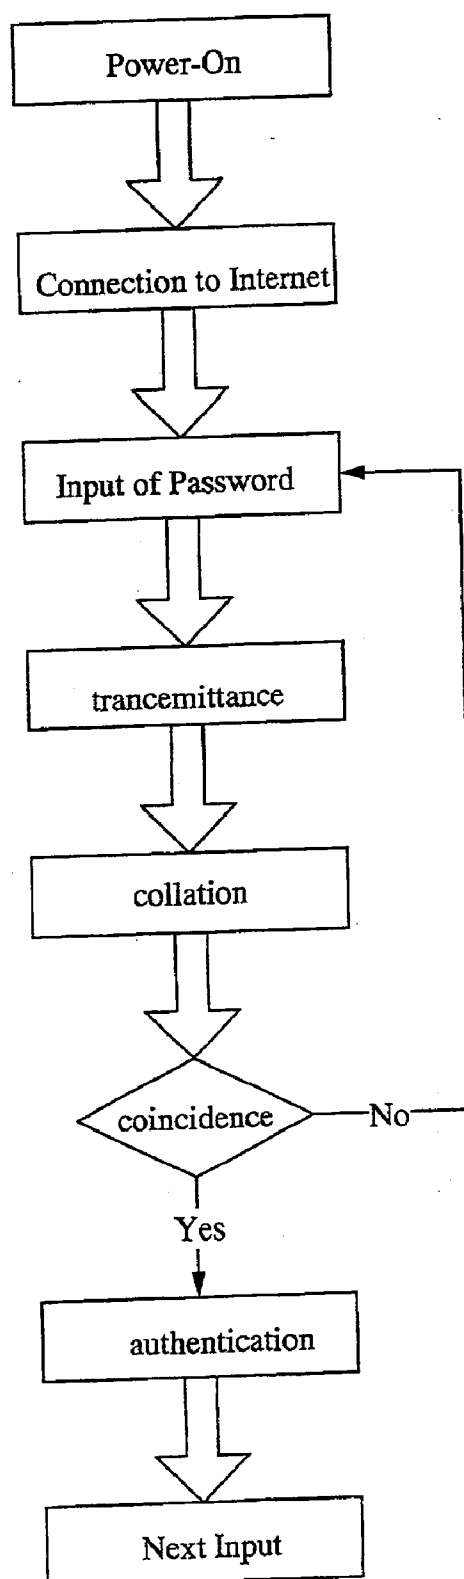 Power-On
Connection to Internet
Input of Password
trancemittance
collation
coincidence
No
Yes
authentication
Next Input